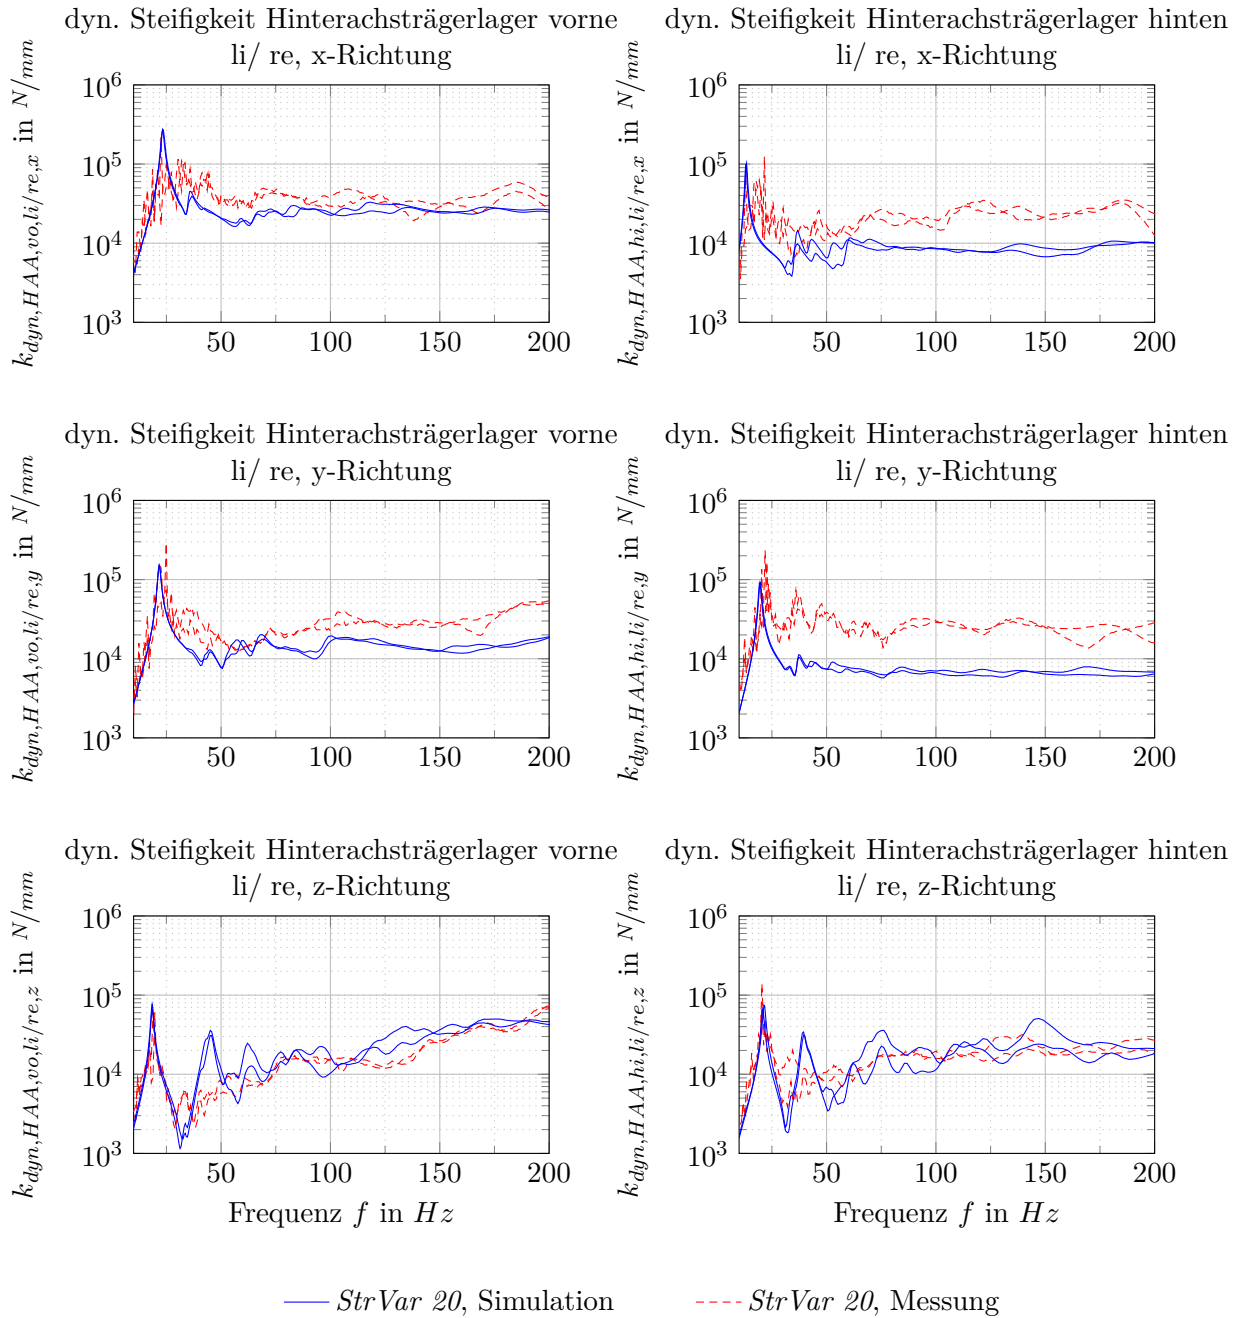 dyn. Steifigkeit Hinterachsträgerlager vorne
li/ re, x-Richtung
k_{dyn,HAA,vo,li/re,x} in N/mm
10^6
10^5
10^4
10^3
50 100 150 200
dyn. Steifigkeit Hinterachsträgerlager hinten
li/ re, x-Richtung
k_{dyn,HAA,hi,li/re,x} in N/mm
10^6
10^5
10^4
10^3
50 100 150 200
dyn. Steifigkeit Hinterachsträgerlager vorne
li/ re, y-Richtung
k_{dyn,HAA,vo,li/re,y} in N/mm
10^6
10^5
10^4
10^3
50 100 150 200
dyn. Steifigkeit Hinterachsträgerlager hinten
li/ re, y-Richtung
k_{dyn,HAA,hi,li/re,y} in N/mm
10^6
10^5
10^4
10^3
50 100 150 200
dyn. Steifigkeit Hinterachsträgerlager vorne
li/ re, z-Richtung
k_{dyn,HAA,vo,li/re,z} in N/mm
10^6
10^5
10^4
10^3
50 100 150 200
Frequenz f in Hz
dyn. Steifigkeit Hinterachsträgerlager hinten
li/ re, z-Richtung
k_{dyn,HAA,hi,li/re,z} in N/mm
10^6
10^5
10^4
10^3
50 100 150 200
Frequenz f in Hz
StrVar 20, Simulation
StrVar 20, Messung